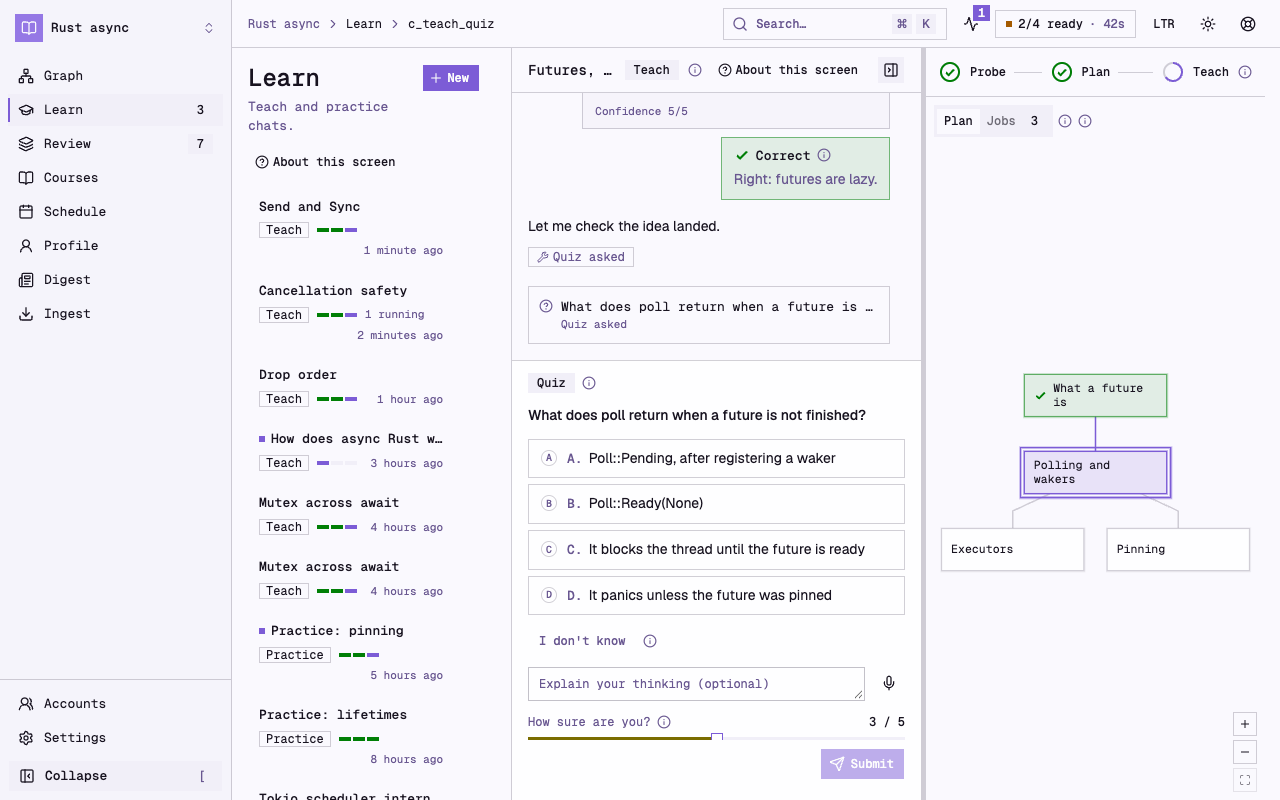 Rust async
Graph
Learn 3
Review 7
Courses
Schedule
Profile
Digest
Ingest
Accounts
Settings
Collapse [
Rust async > Learn > c_teach_quiz
Search… ⌘ K
1
2/4 ready · 42s
LTR
Learn
+ New
Teach and practice
chats.
About this screen
Send and Sync
Teach
1 minute ago
Cancellation safety
Teach 1 running
2 minutes ago
Drop order
Teach 1 hour ago
How does async Rust w…
Teach 3 hours ago
Mutex across await
Teach 4 hours ago
Mutex across await
Teach 4 hours ago
Practice: pinning
Practice
5 hours ago
Practice: lifetimes
Practice
8 hours ago
Tokio scheduler intern…
Futures, … Teach About this screen
Confidence 5/5
Correct
Right: futures are lazy.
Let me check the idea landed.
Quiz asked
What does poll return when a future is …
Quiz asked
Quiz
What does poll return when a future is not finished?
A A. Poll::Pending, after registering a waker
B B. Poll::Ready(None)
C C. It blocks the thread until the future is ready
D D. It panics unless the future was pinned
I don't know
Explain your thinking (optional)
How sure are you? 3 / 5
Submit
Probe Plan Teach
Plan Jobs 3
What a future
is
Polling and
wakers
Executors
Pinning